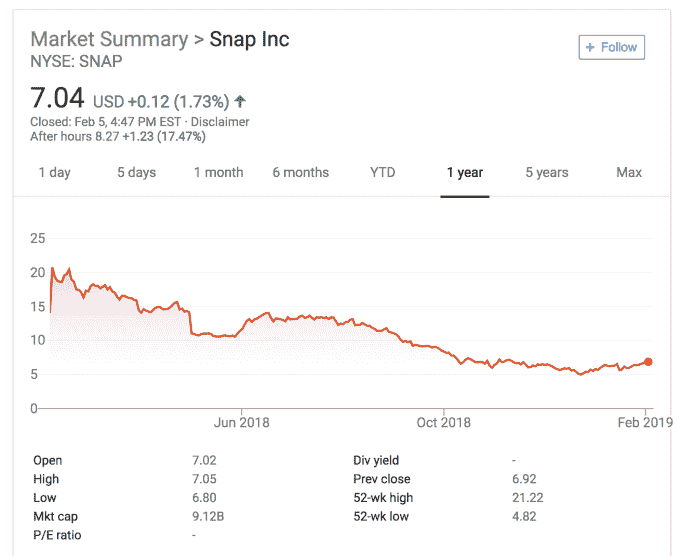 Market Summary > Snap Inc
NYSE: SNAP
+ Follow
7.04 USD +0.12 (1.73%) ↑
Closed: Feb 5, 4:47 PM EST · Disclaimer
After hours 8.27 +1.23 (17.47%)
1 day 5 days 1 month 6 months YTD 1 year 5 years Max
25
20
15
10
5
0
Jun 2018 Oct 2018 Feb 2019
Open 7.02 Div yield -
High 7.05 Prev close 6.92
Low 6.80 52-wk high 21.22
Mkt cap 9.12B 52-wk low 4.82
P/E ratio -